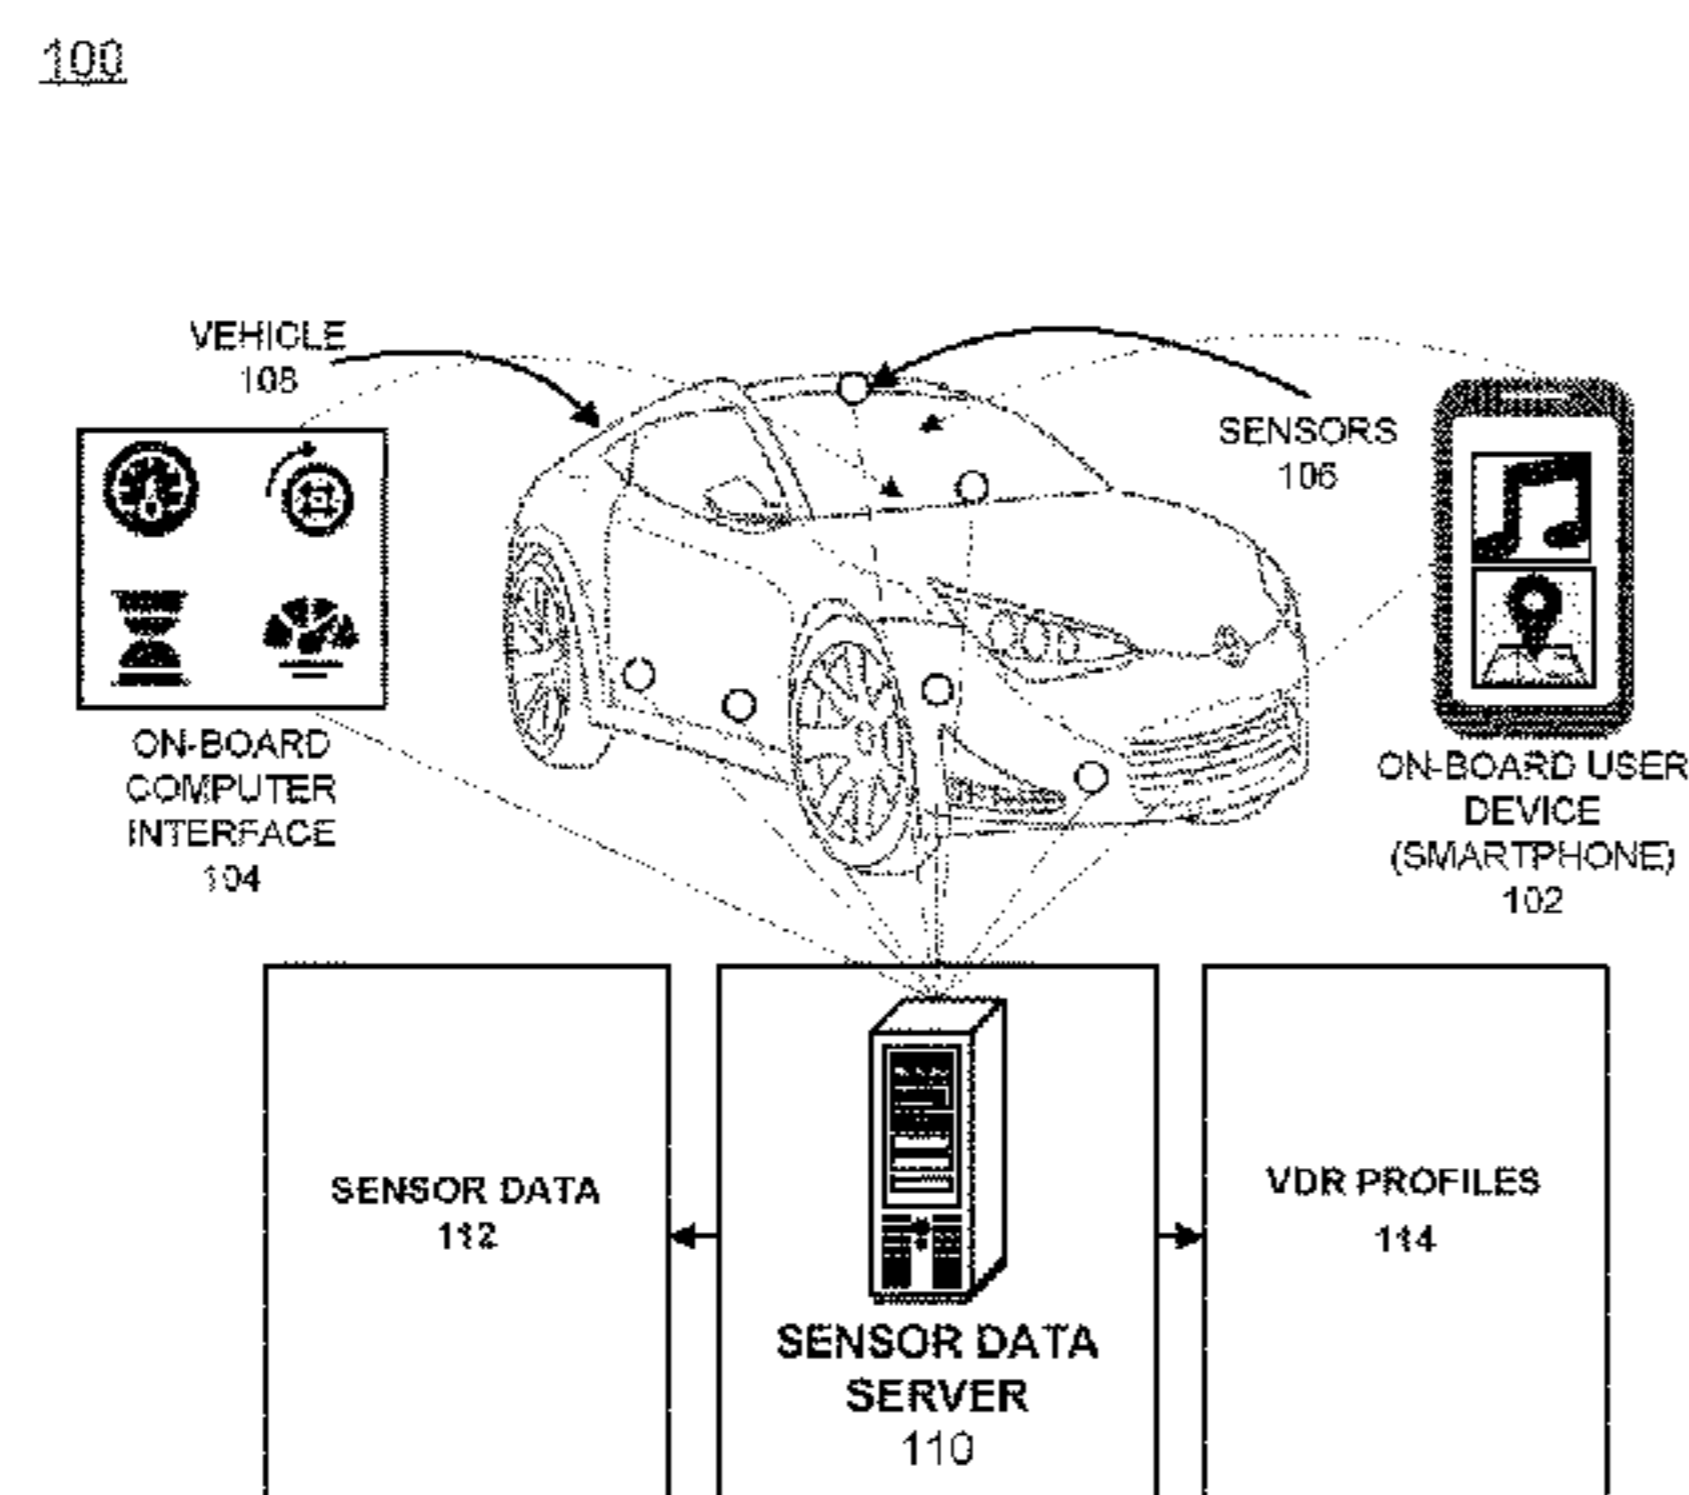 100
VEHICLE
108
SENSORS
106
ON-BOARD
COMPUTER
INTERFACE
104
ON-BOARD USER
DEVICE
(SMARTPHONE)
102
SENSOR DATA
112
SENSOR DATA
SERVER
110
VDR PROFILES
114